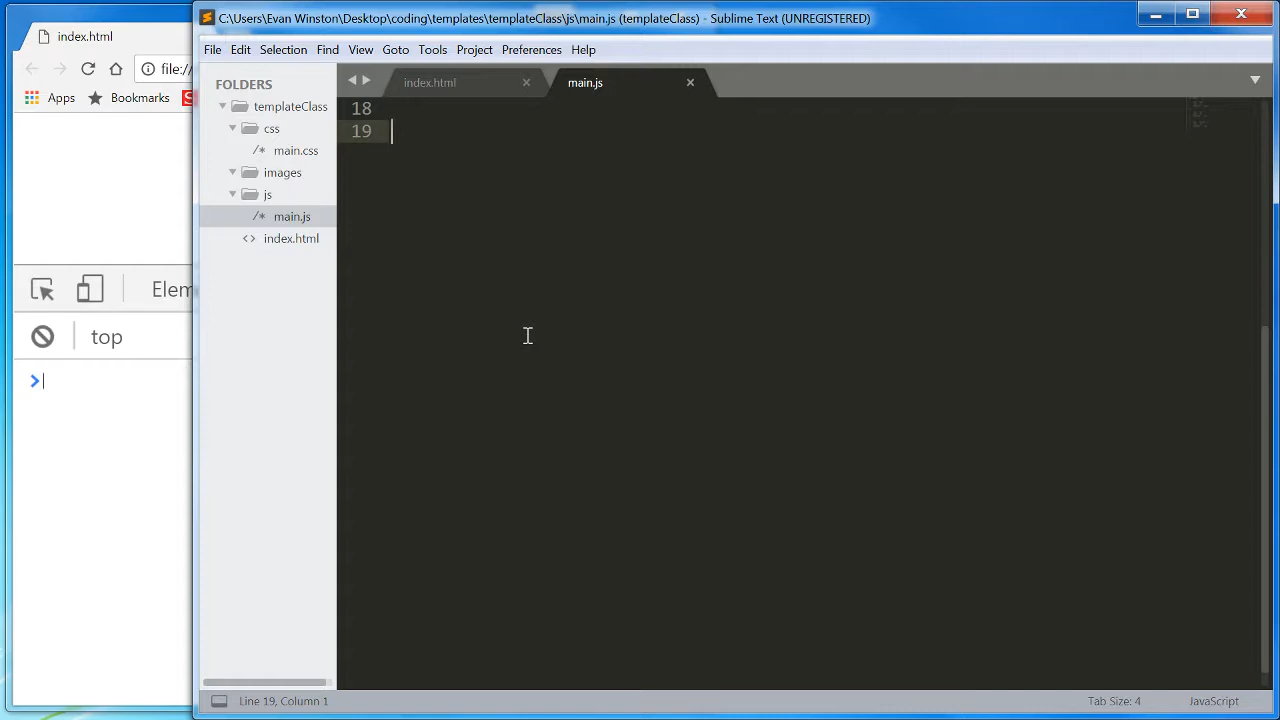 index.html
file://
Apps
Bookmarks
Elem
top
C:\Users\Evan Winston\Desktop\coding\templates\templateClass\js\main.js (templateClass) - Sublime Text (UNREGISTERED)
File Edit Selection Find View Goto Tools Project Preferences Help
FOLDERS
templateClass
css
/* main.css
images
js
/* main.js
<> index.html
index.html ×
main.js ×
18
19
Line 19, Column 1
Tab Size: 4
JavaScript